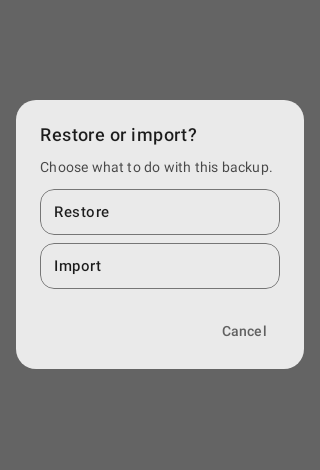 Restore or import?
Choose what to do with this backup.
Restore
Import
Cancel